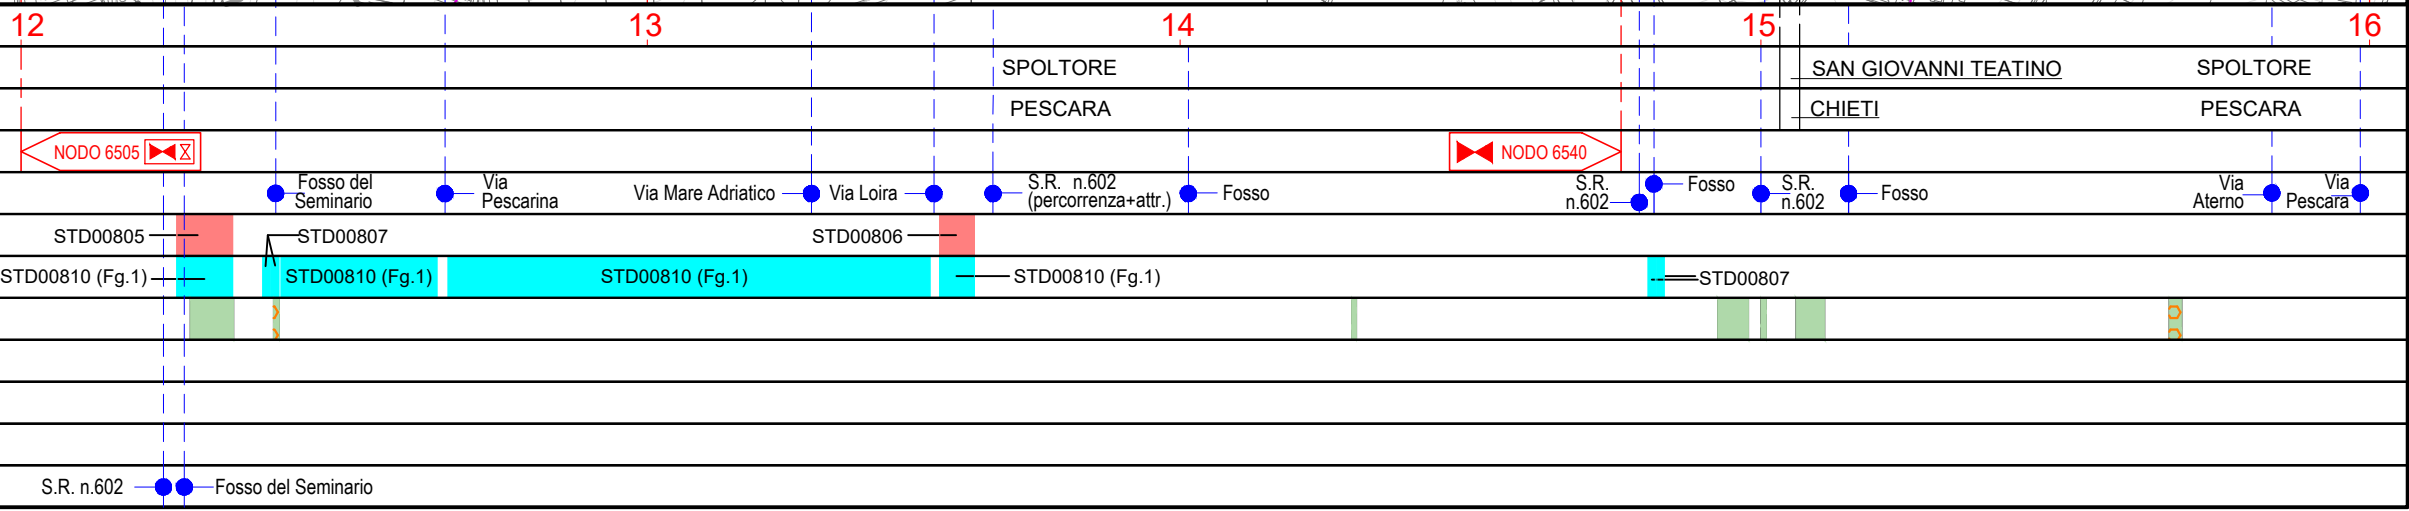 12 13 14 15 16
SPOLTORE SAN GIOVANNI TEATINO SPOLTORE
PESCARA CHIETI PESCARA
NODO 6505 NODO 6540
Fosso del
Seminario
Via
Pescarina
Via Mare Adriatico
Via Loira
S.R. n.602
(percorrenza+attr.)
Fosso
S.R.
n.602
Fosso
S.R.
n.602
Fosso
Via
Aterno
Via
Pescara
STD00805 STD00807 STD00806
STD00810 (Fg.1) STD00810 (Fg.1) STD00810 (Fg.1) STD00810 (Fg.1) STD00807
S.R. n.602 Fosso del Seminario